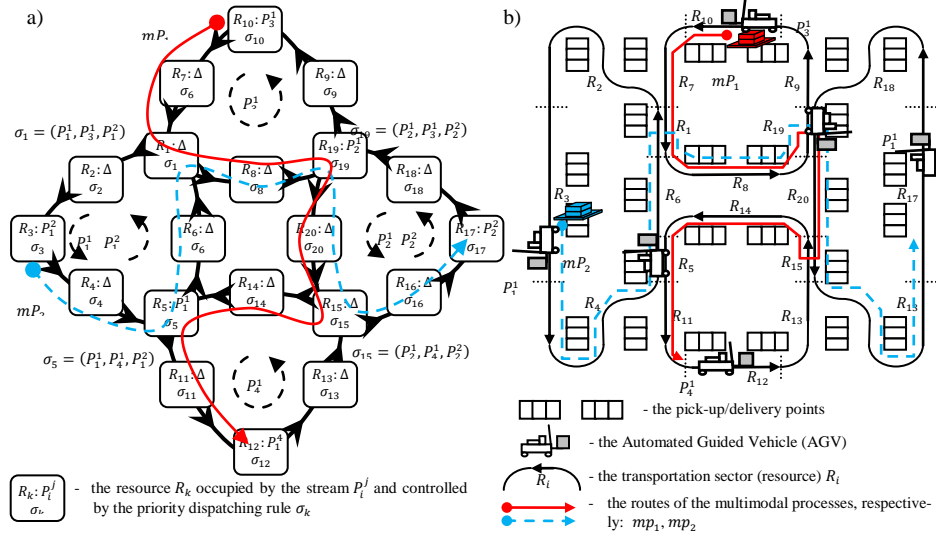 a)
R₁₀: P₃¹
σ₁₀
mP.
R₇: Δ
σ₆
P₂¹
R₉: Δ
σ₉
σ₁ = (P₁¹, P₃¹, P₁²)
σ₁₉ = (P₂¹, P₃¹, P₂²)
R₁: Δ
σ₁
R₈: Δ
σ₈
R₁₉: P₂¹
σ₁₉
R₂: Δ
σ₂
R₁₈: Δ
σ₁₈
R₃: P₁²
σ₃
P₁¹ P₁²
R₆: Δ
σ₆
R₂₀: Δ
σ₂₀
P₂¹ P₂²
R₁₇: P₂²
σ₁₇
R₄: Δ
σ₄
R₁₄: Δ
σ₁₄
R₁₆: Δ
σ₁₆
mP₂
R₅: P₁¹
σ₅
R₁₅: Δ
σ₁₅
σ₅ = (P₁¹, P₄¹, P₁²)
σ₁₅ = (P₂¹, P₄¹, P₂²)
R₁₁: Δ
σ₁₁
P₄¹
R₁₃: Δ
σ₁₃
R₁₂: P₁⁴
σ₁₂
Rₖ: Pᵢʲ
σₖ
- the resource Rₖ occupied by the stream Pᵢʲ and controlled
by the priority dispatching rule σₖ
b)
R₁₀
P₃¹
R₂
R₇
mP₁
R₉
R₁₈
R₁
R₁₉
P₁¹
R₈
R₃
R₆
R₂₀
R₁₇
R₁₄
mP₂
R₅
R₁₅
P₁¹
R₄
R₁₁
R₁₃
R₁₃
P₄¹
R₁₂
- the pick-up/delivery points
- the Automated Guided Vehicle (AGV)
Rᵢ
- the transportation sector (resource) Rᵢ
- the routes of the multimodal processes, respective-
ly: mp₁, mp₂